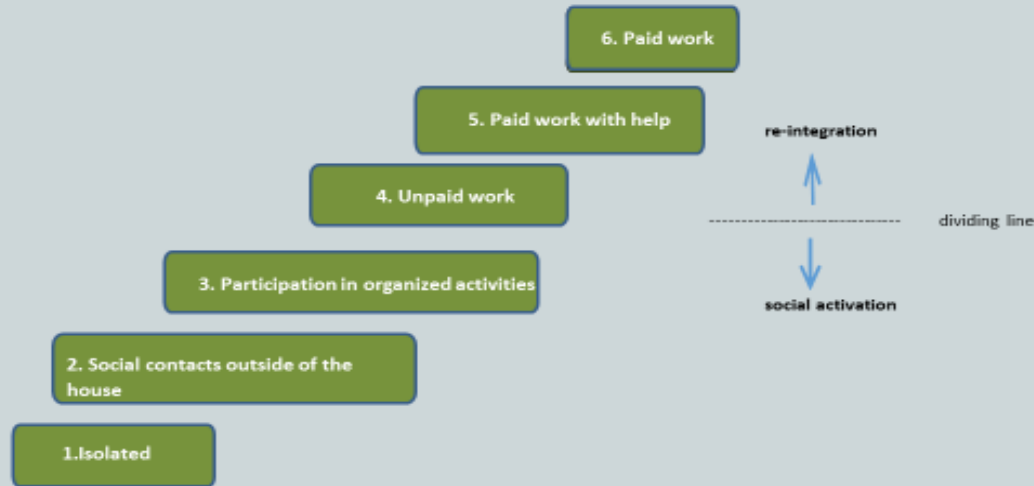 6. Paid work
5. Paid work with help
re-integration
4. Unpaid work
dividing line
3. Participation in organized activities
social activation
2. Social contacts outside of the
house
1.Isolated